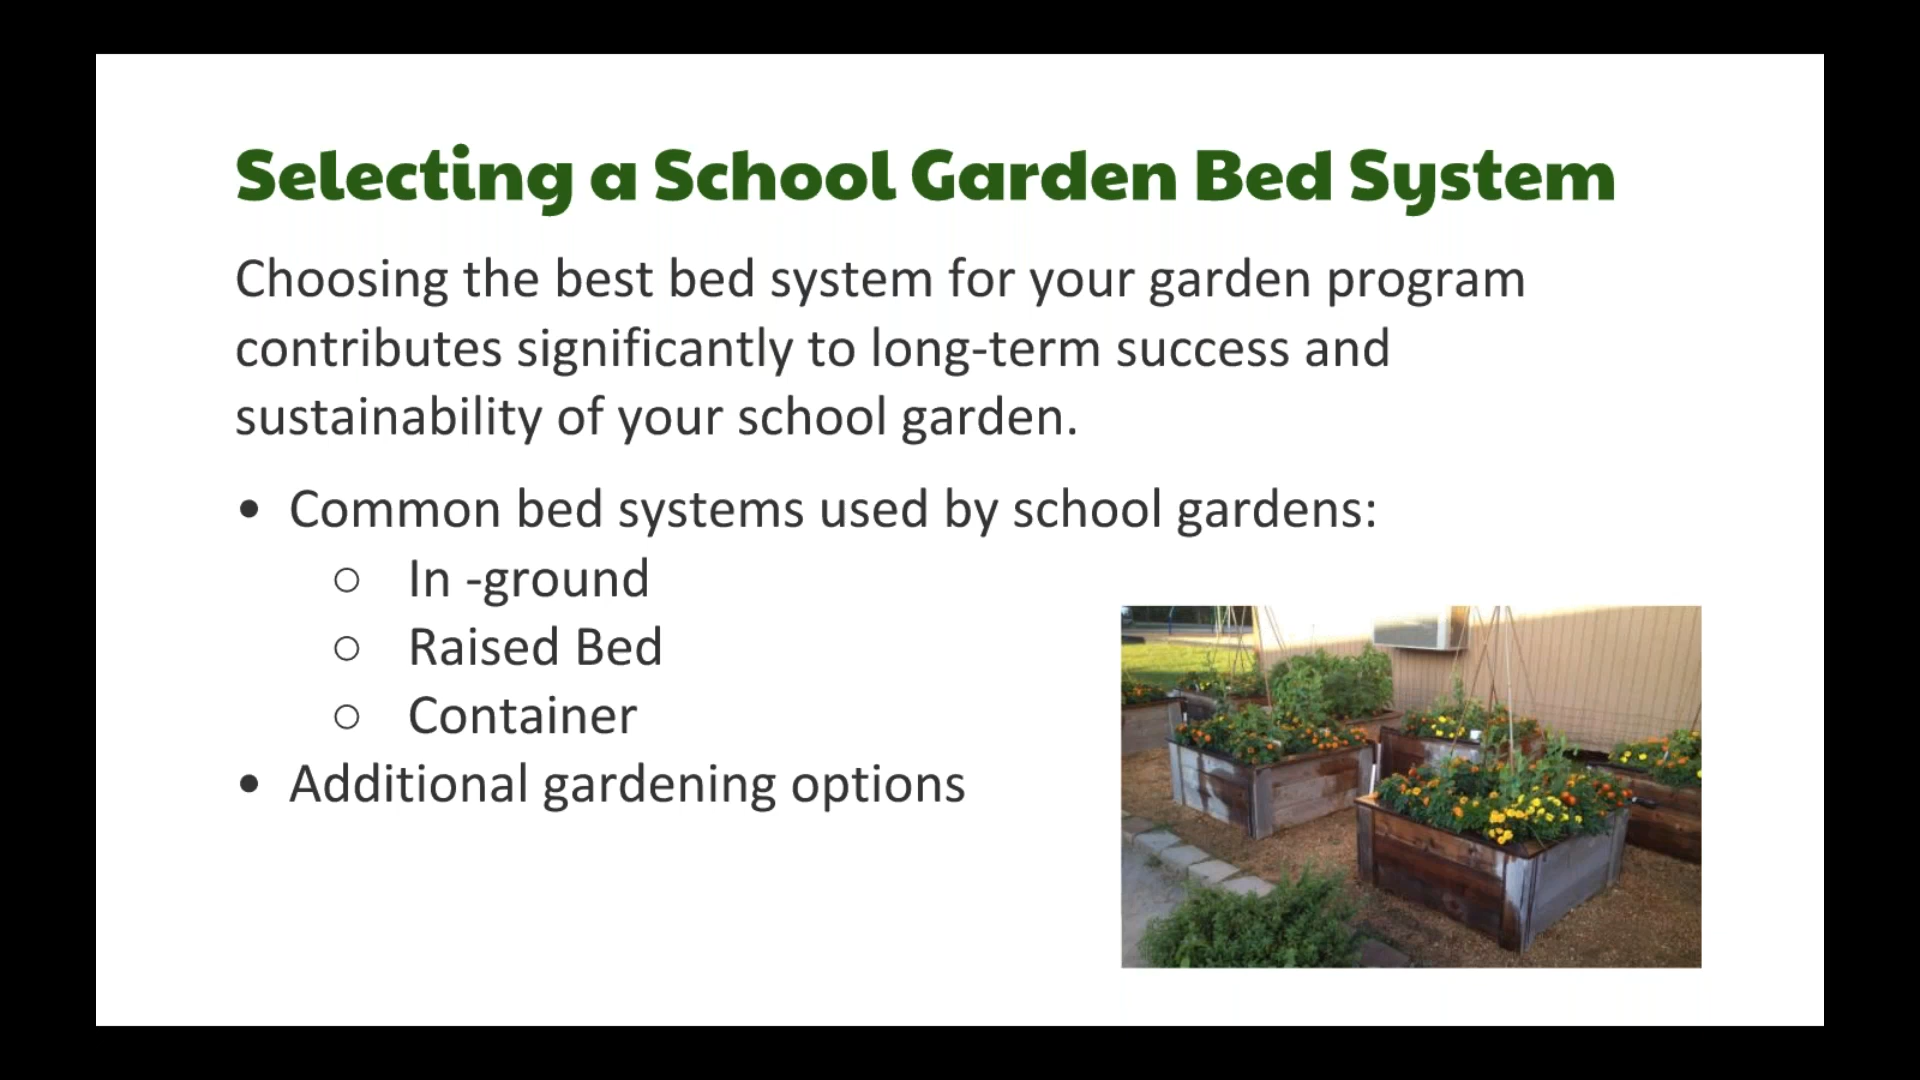 Selecting a School Garden Bed System
Choosing the best bed system for your garden program
contributes significantly to long-term success and
sustainability of your school garden.
• Common bed systems used by school gardens:
○ In -ground
○ Raised Bed
○ Container
• Additional gardening options